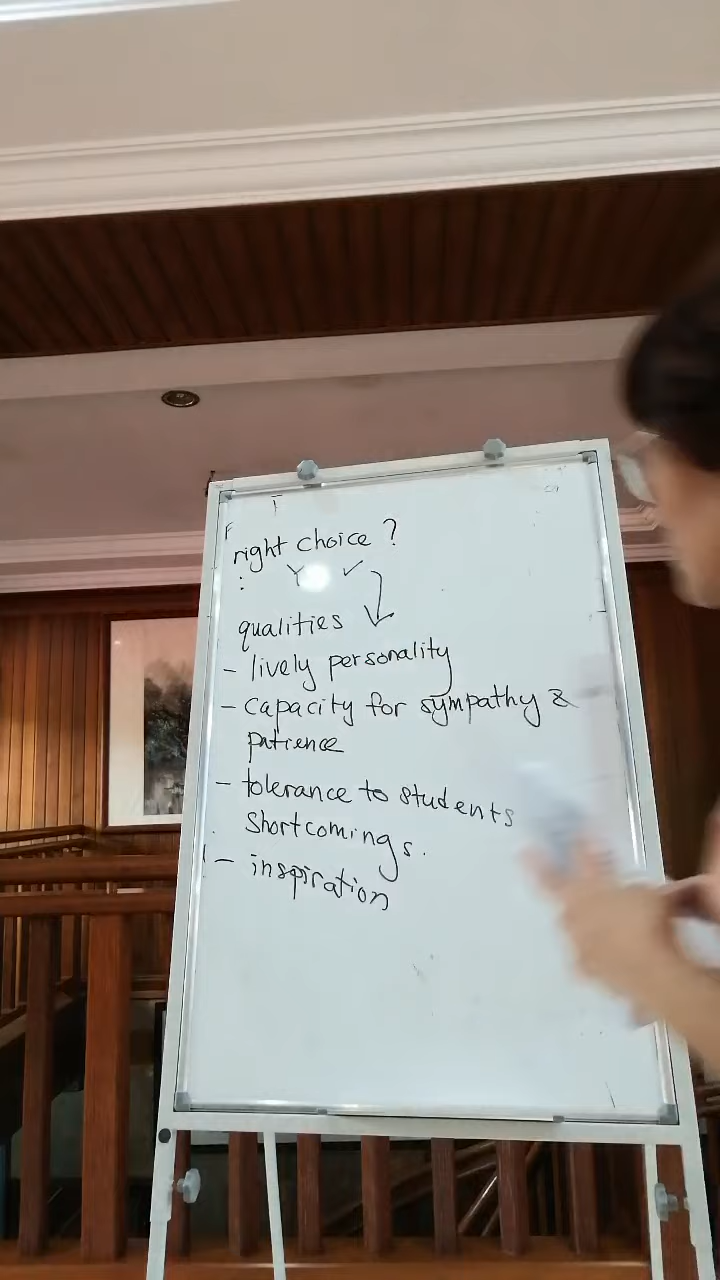 F T
right choice ?
: Y ✓
qualities
- lively personality
- capacity for sympathy &
patience
- tolerance to students
shortcomings.
- inspiration